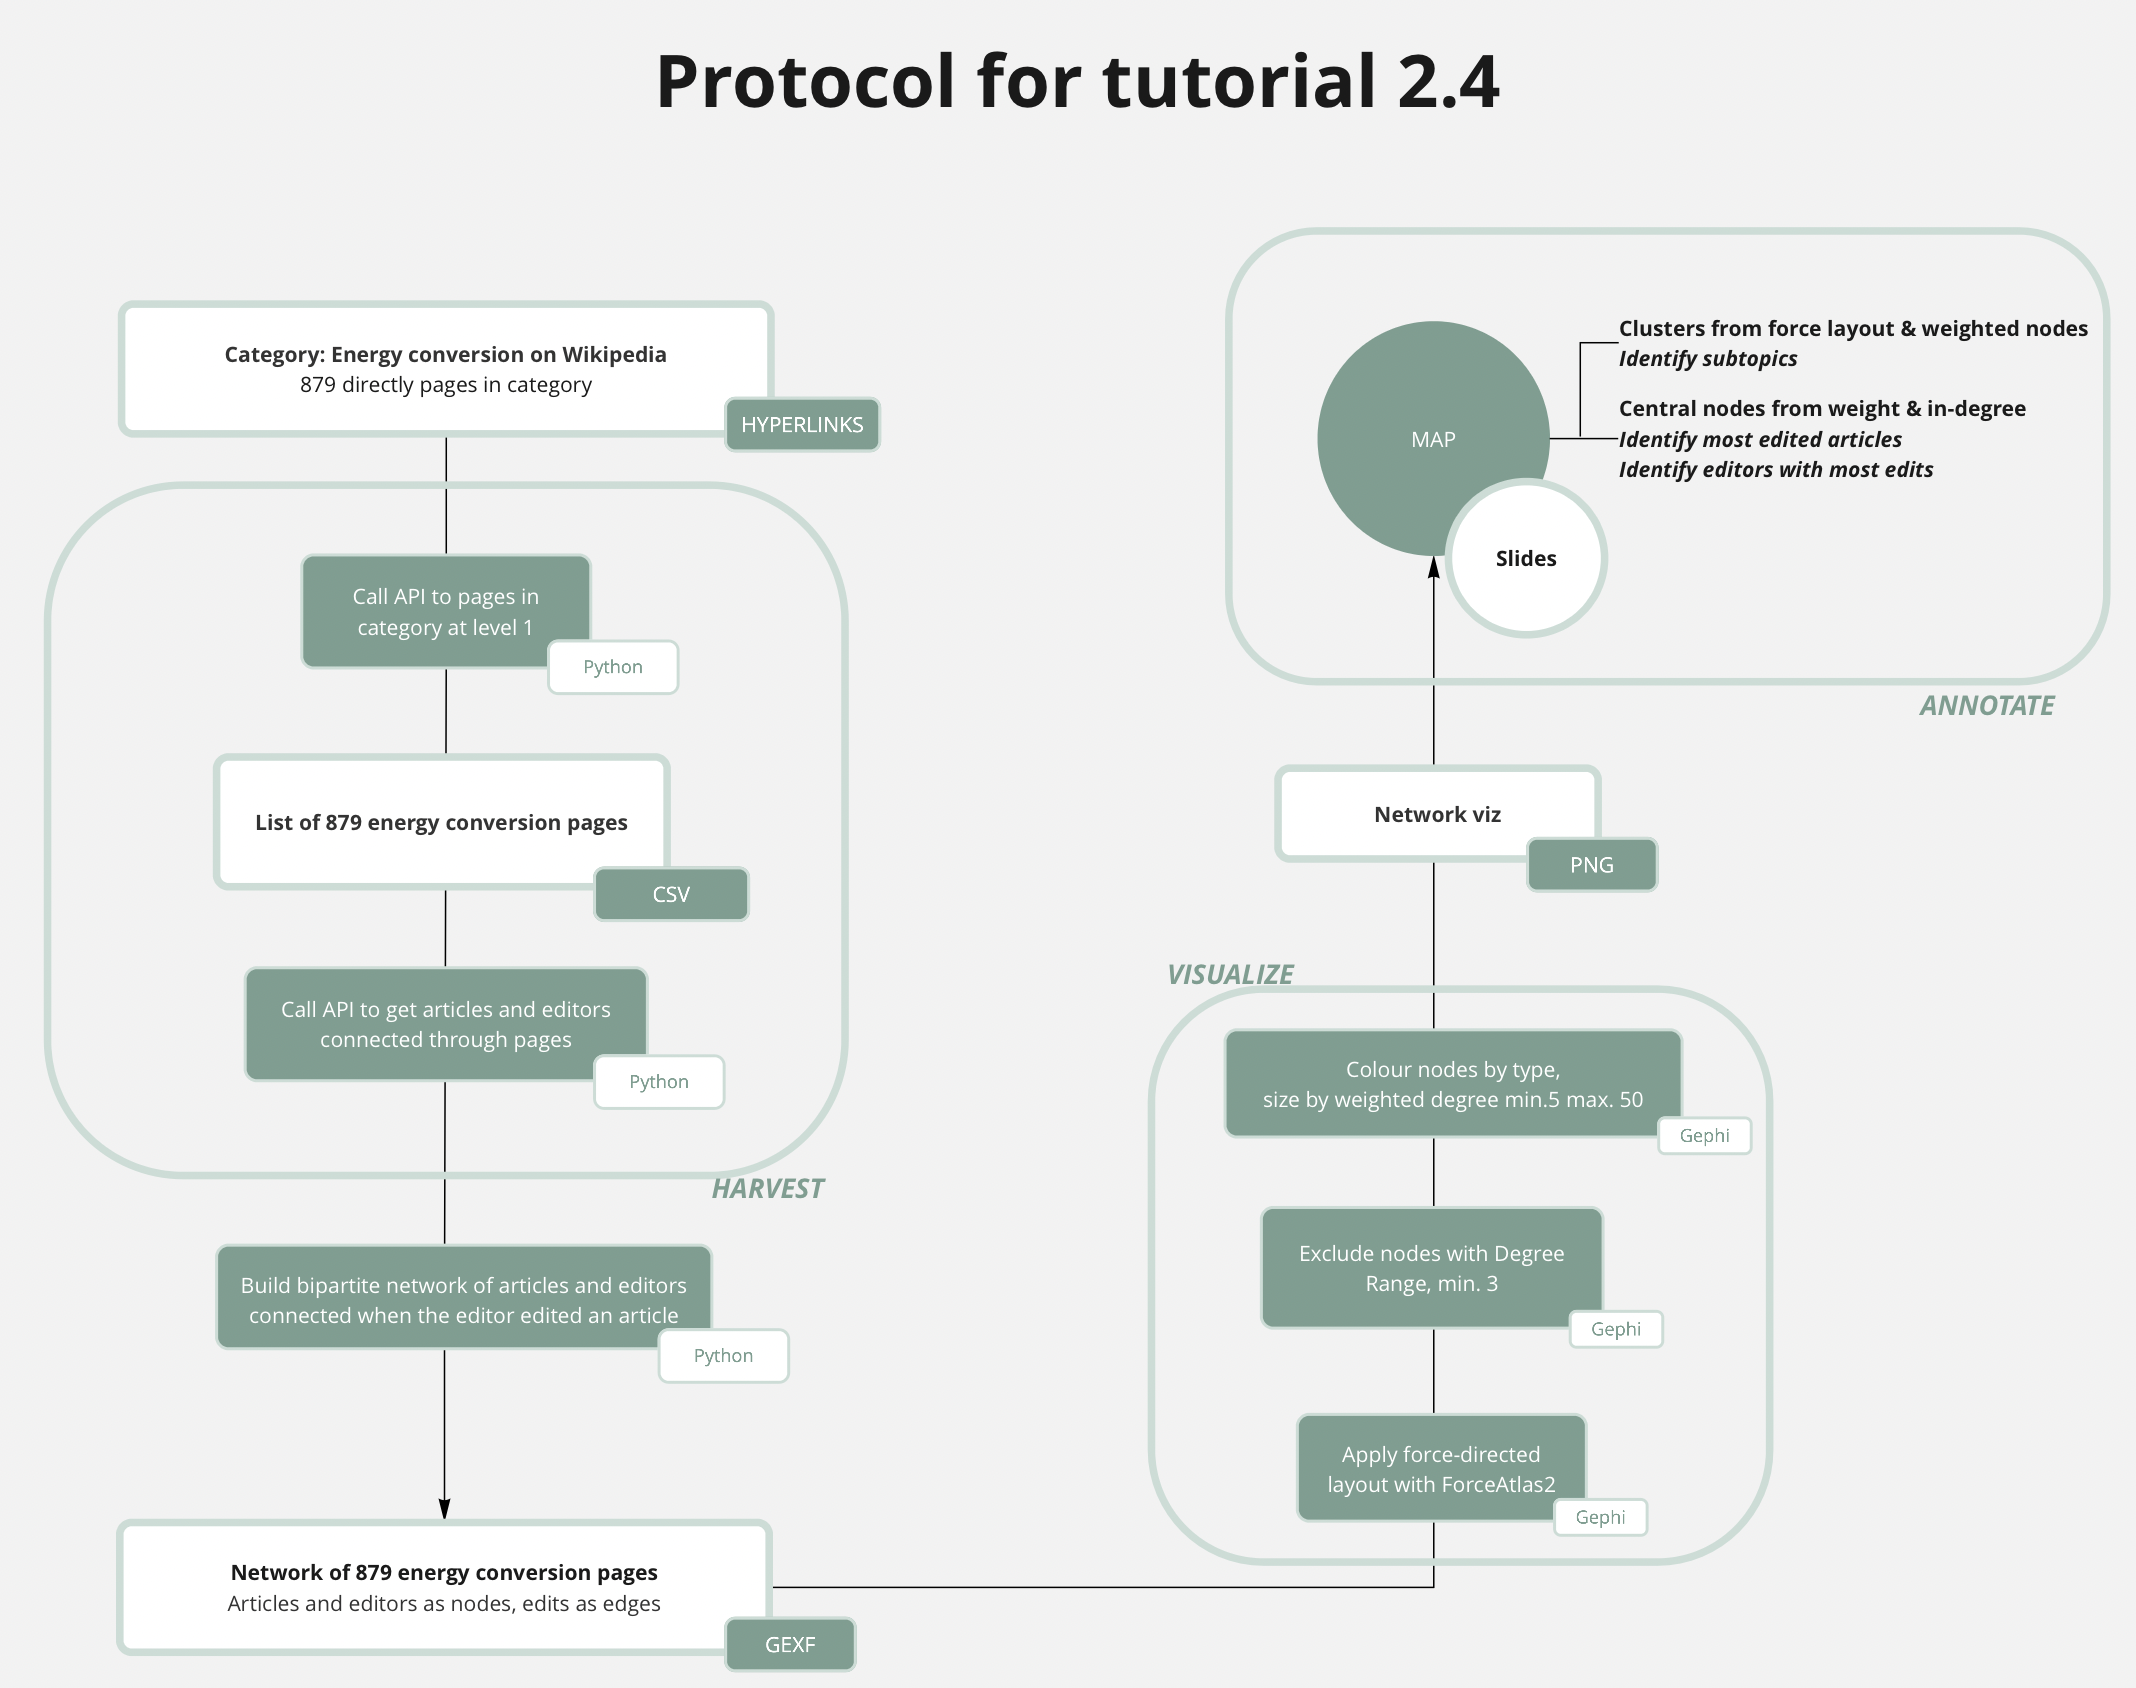 Protocol for tutorial 2.4
Category: Energy conversion on Wikipedia
879 directly pages in category
HYPERLINKS
Call API to pages in
category at level 1
Python
List of 879 energy conversion pages
CSV
Call API to get articles and editors
connected through pages
Python
HARVEST
Build bipartite network of articles and editors
connected when the editor edited an article
Python
Network of 879 energy conversion pages
Articles and editors as nodes, edits as edges
GEXF
Apply force-directed
layout with ForceAtlas2
Gephi
Exclude nodes with Degree
Range, min. 3
Gephi
Colour nodes by type,
size by weighted degree min.5 max. 50
Gephi
VISUALIZE
Network viz
PNG
MAP
Slides
Clusters from force layout & weighted nodes
Identify subtopics
Central nodes from weight & in-degree
Identify most edited articles
Identify editors with most edits
ANNOTATE